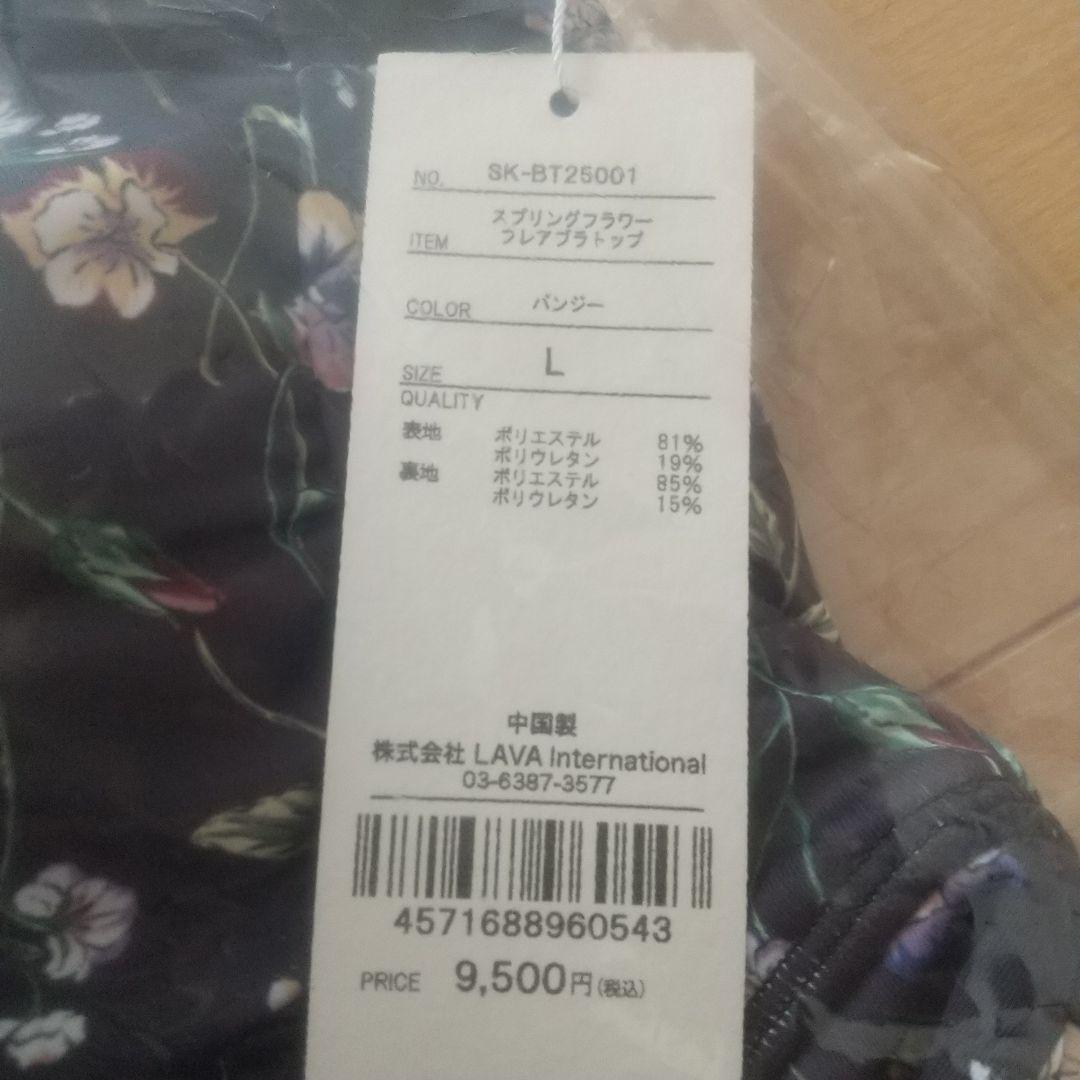 NO. SK-BT25001
ITEM スプリングフラワー
フレアブラトップ
COLOR パンジー
SIZE L
QUALITY
表地 ポリエステル 81%
ポリウレタン 19%
裏地 ポリエステル 85%
ポリウレタン 15%
中国製
株式会社 LAVA International
03-6387-3577
4571688960543
PRICE 9,500円(税込)